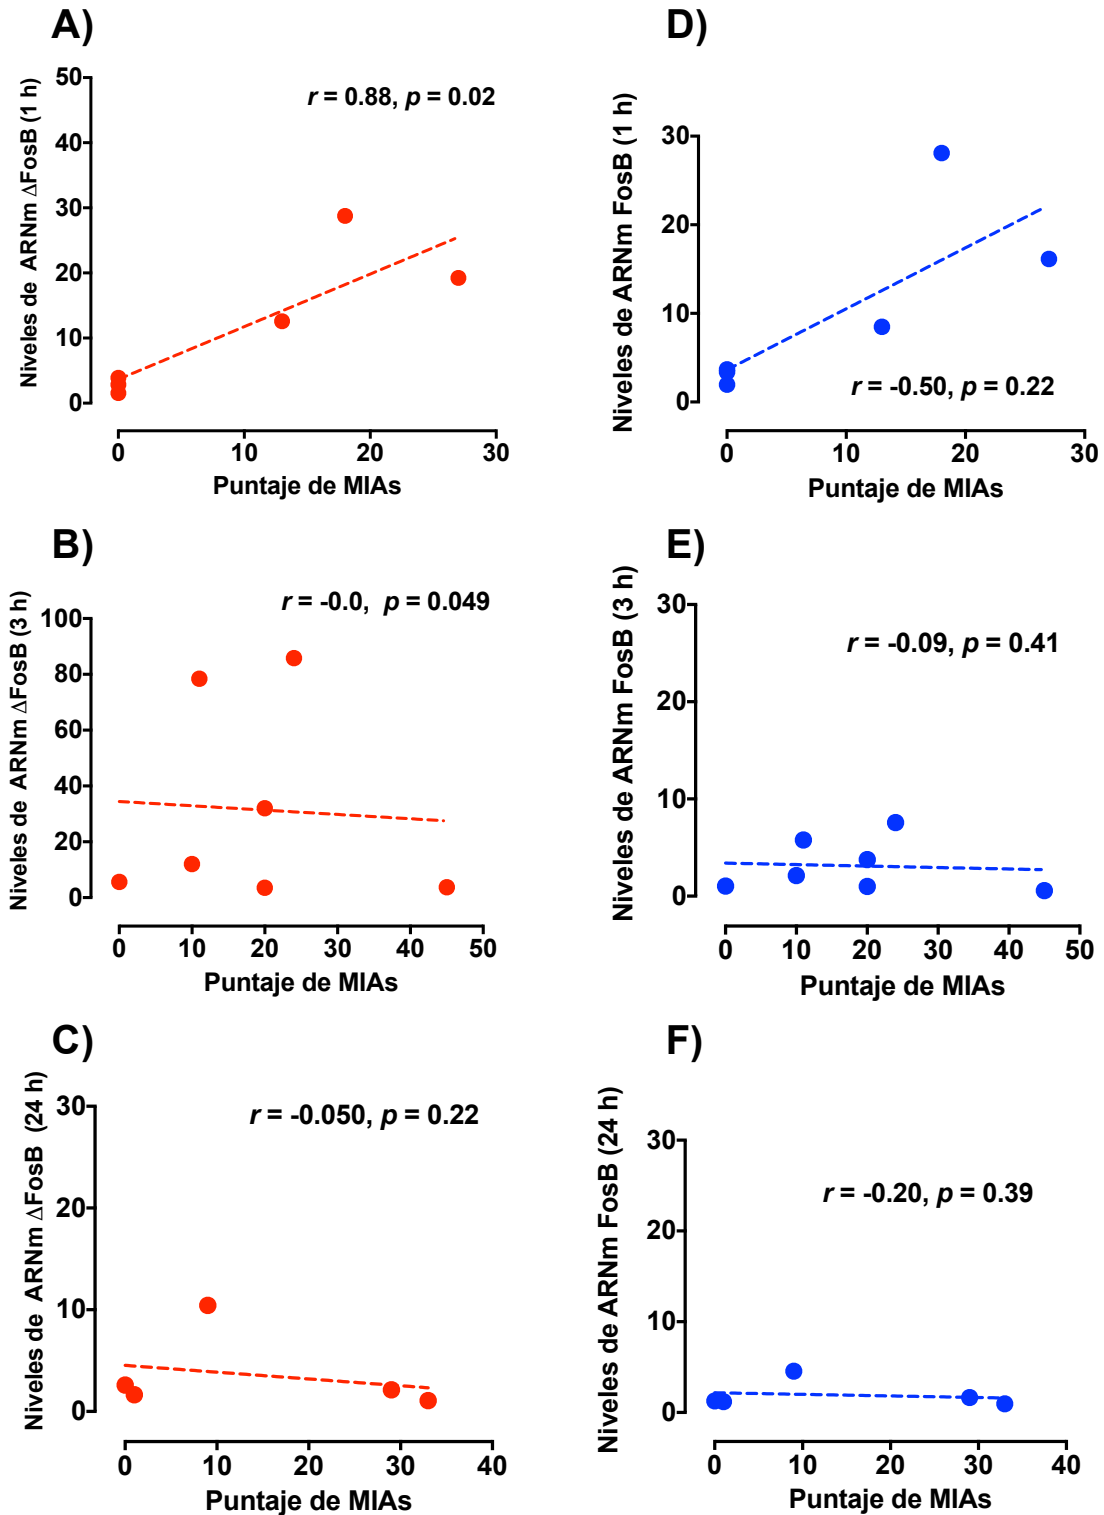 A)
Niveles de ARNm ΔFosB (1 h)
50
40
30
20
10
0
r = 0.88, p = 0.02
0 10 20 30
Puntaje de MIAs
D)
Niveles de ARNm FosB (1 h)
30
20
10
0
r = -0.50, p = 0.22
0 10 20 30
Puntaje de MIAs
B)
Niveles de ARNm ΔFosB (3 h)
100
80
60
40
20
0
r = -0.0, p = 0.049
0 10 20 30 40 50
Puntaje de MIAs
E)
Niveles de ARNm FosB (3 h)
30
20
10
0
r = -0.09, p = 0.41
0 10 20 30 40 50
Puntaje de MIAs
C)
Niveles de ARNm ΔFosB (24 h)
30
20
10
0
r = -0.050, p = 0.22
0 10 20 30 40
Puntaje de MIAs
F)
Niveles de ARNm FosB (24 h)
30
20
10
0
r = -0.20, p = 0.39
0 10 20 30 40
Puntaje de MIAs